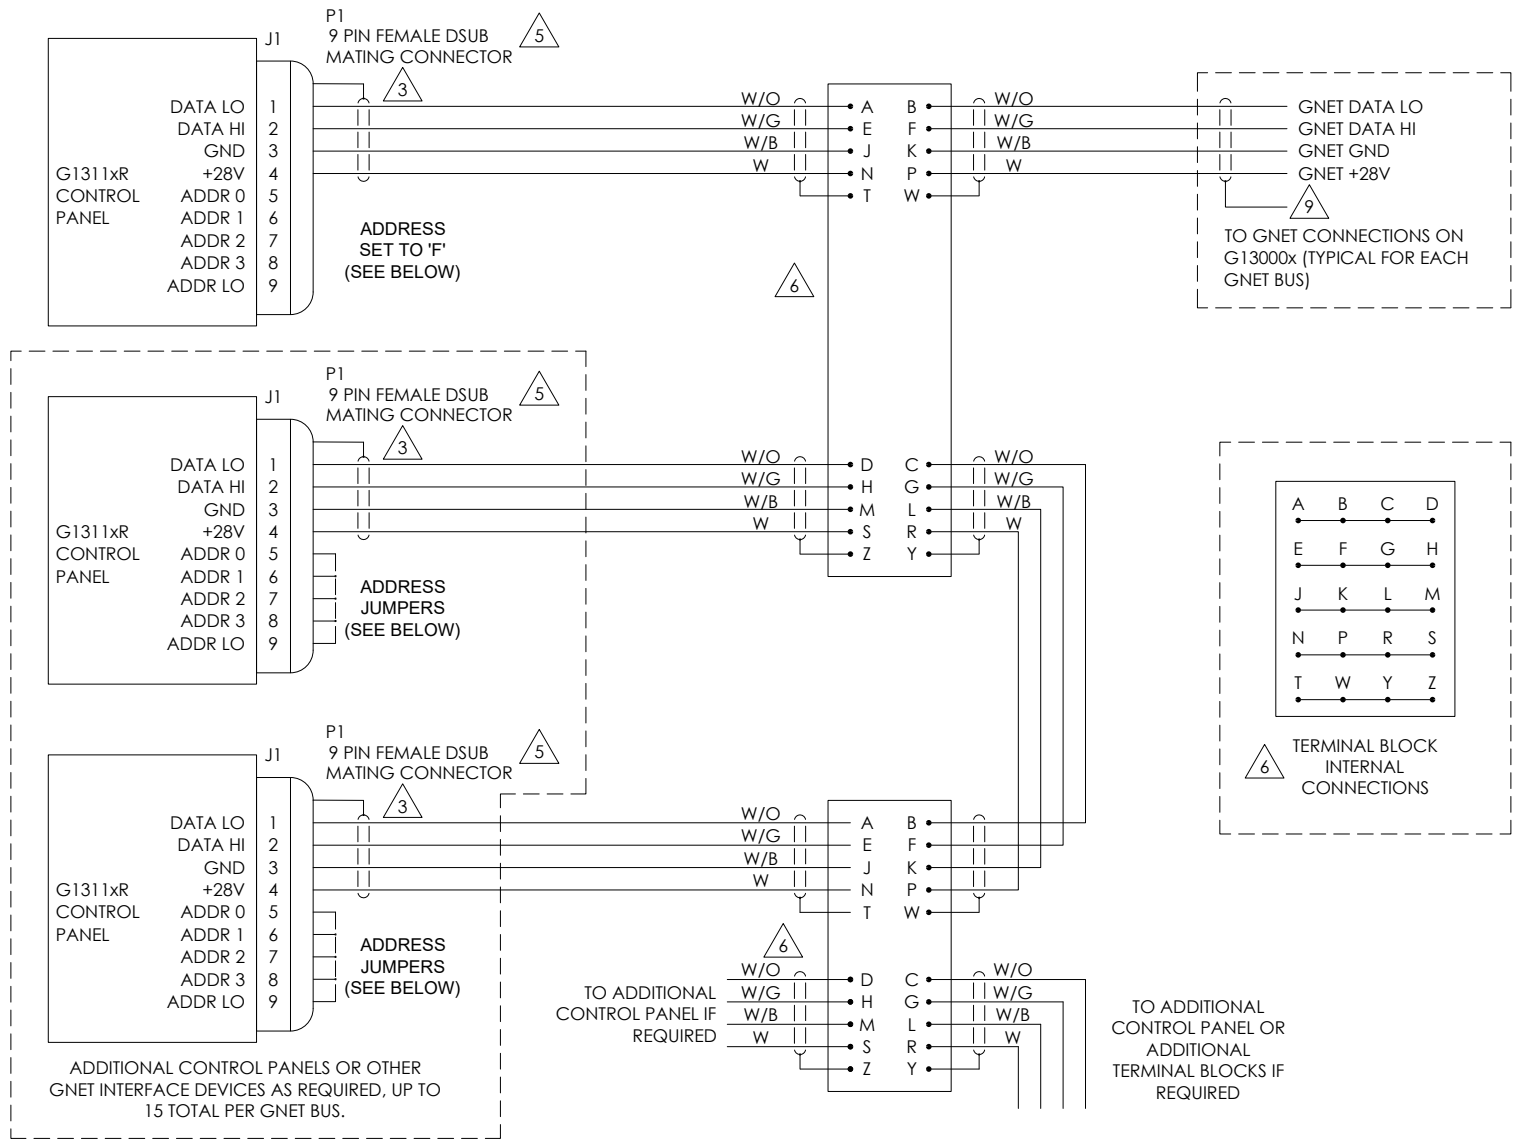 P1
9 PIN FEMALE DSUB
MATING CONNECTOR
5
3
J1
G1311xR
CONTROL
PANEL
DATA LO 1
DATA HI 2
GND 3
+28V 4
ADDR 0 5
ADDR 1 6
ADDR 2 7
ADDR 3 8
ADDR LO 9
ADDRESS
SET TO 'F'
(SEE BELOW)
W/O
W/G
W/B
W
A B
E F
J K
N P
T W
6
W/O
W/G
W/B
W
GNET DATA LO
GNET DATA HI
GNET GND
GNET +28V
9
TO GNET CONNECTIONS ON
G13000x (TYPICAL FOR EACH
GNET BUS)
P1
9 PIN FEMALE DSUB
MATING CONNECTOR
5
3
J1
G1311xR
CONTROL
PANEL
DATA LO 1
DATA HI 2
GND 3
+28V 4
ADDR 0 5
ADDR 1 6
ADDR 2 7
ADDR 3 8
ADDR LO 9
ADDRESS
JUMPERS
(SEE BELOW)
W/O
W/G
W/B
W
D C
H G
M L
S R
Z Y
W/O
W/G
W/B
W
A B C D
E F G H
J K L M
N P R S
T W Y Z
6
TERMINAL BLOCK
INTERNAL
CONNECTIONS
P1
9 PIN FEMALE DSUB
MATING CONNECTOR
5
3
J1
G1311xR
CONTROL
PANEL
DATA LO 1
DATA HI 2
GND 3
+28V 4
ADDR 0 5
ADDR 1 6
ADDR 2 7
ADDR 3 8
ADDR LO 9
ADDRESS
JUMPERS
(SEE BELOW)
W/O
W/G
W/B
W
A B
E F
J K
N P
T W
6
TO ADDITIONAL
CONTROL PANEL IF
REQUIRED
W/O
W/G
W/B
W
D C
H G
M L
S R
Z Y
W/O
W/G
W/B
W
TO ADDITIONAL
CONTROL PANEL OR
ADDITIONAL
TERMINAL BLOCKS IF
REQUIRED
ADDITIONAL CONTROL PANELS OR OTHER
GNET INTERFACE DEVICES AS REQUIRED, UP TO
15 TOTAL PER GNET BUS.